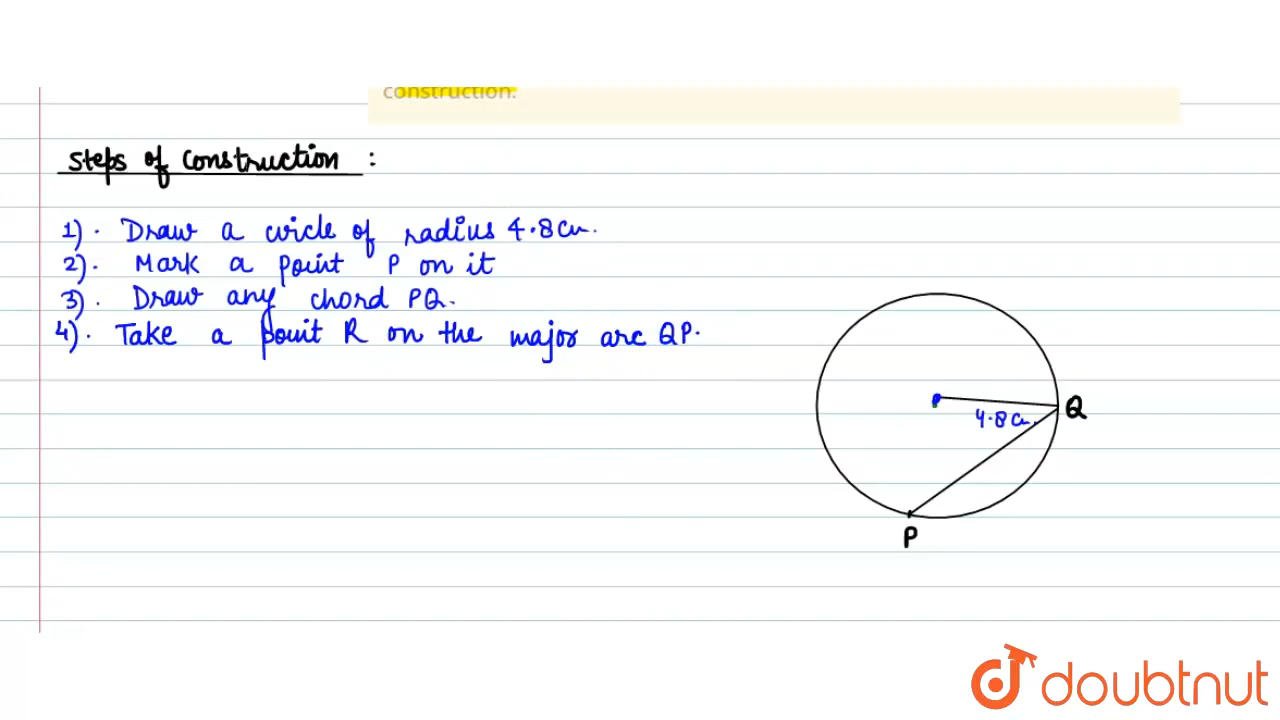 construction.
Steps of Construction :
1). Draw a circle of radius 4.8cm.
2). Mark a point P on it
3). Draw any chord PQ.
4). Take a point R on the major arc QP.
Q
4.8cm.
P
doubtnut